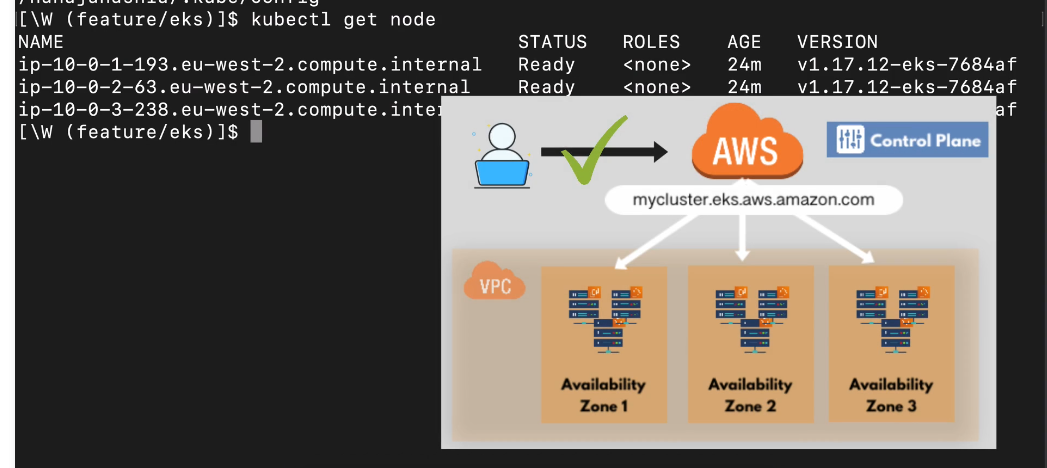 [\W (feature/eks)]$ kubectl get node
NAME STATUS ROLES AGE VERSION
ip-10-0-1-193.eu-west-2.compute.internal Ready <none> 24m v1.17.12-eks-7684af
ip-10-0-2-63.eu-west-2.compute.internal Ready <none> 24m v1.17.12-eks-7684af
ip-10-0-3-238.eu-west-2.compute.inter af
[\W (feature/eks)]$
AWS
Control Plane
mycluster.eks.aws.amazon.com
VPC
Availability Zone 1
Availability Zone 2
Availability Zone 3